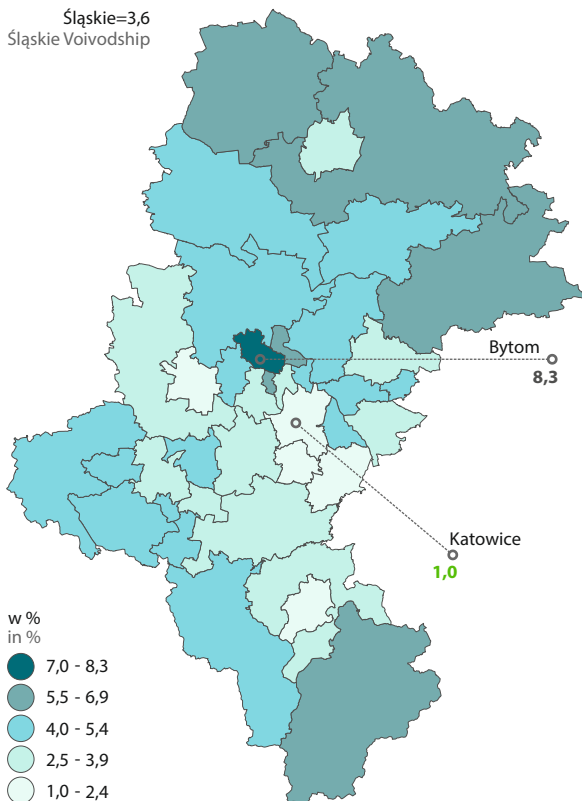 Śląskie=3,6
Śląskie Voivodship
Bytom
8,3
Katowice
1,0
w %
in %
7,0 - 8,3
5,5 - 6,9
4,0 - 5,4
2,5 - 3,9
1,0 - 2,4